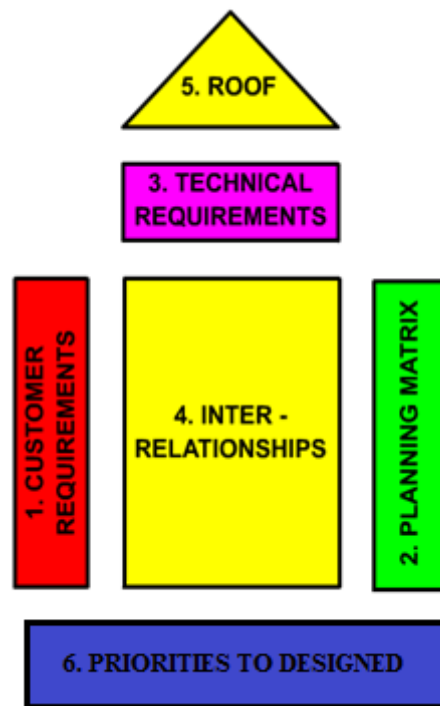 5. ROOF
3. TECHNICAL
REQUIREMENTS
1. CUSTOMER
REQUIREMENTS
4. INTER -
RELATIONSHIPS
2. PLANNING MATRIX
6. PRIORITIES TO DESIGNED